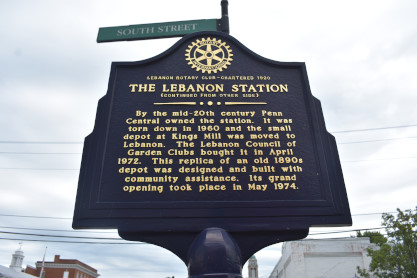 SOUTH STREET
LEBANON ROTARY CLUB - CHARTERED 1920
THE LEBANON STATION
(CONTINUED FROM OTHER SIDE)
By the mid-20th century Penn
Central owned the station. It was
torn down in 1960 and the small
depot at Kings Mill was moved to
Lebanon. The Lebanon Council of
Garden Clubs bought it in April
1972. This replica of an old 1890s
depot was designed and built with
community assistance. Its grand
opening took place in May 1974.